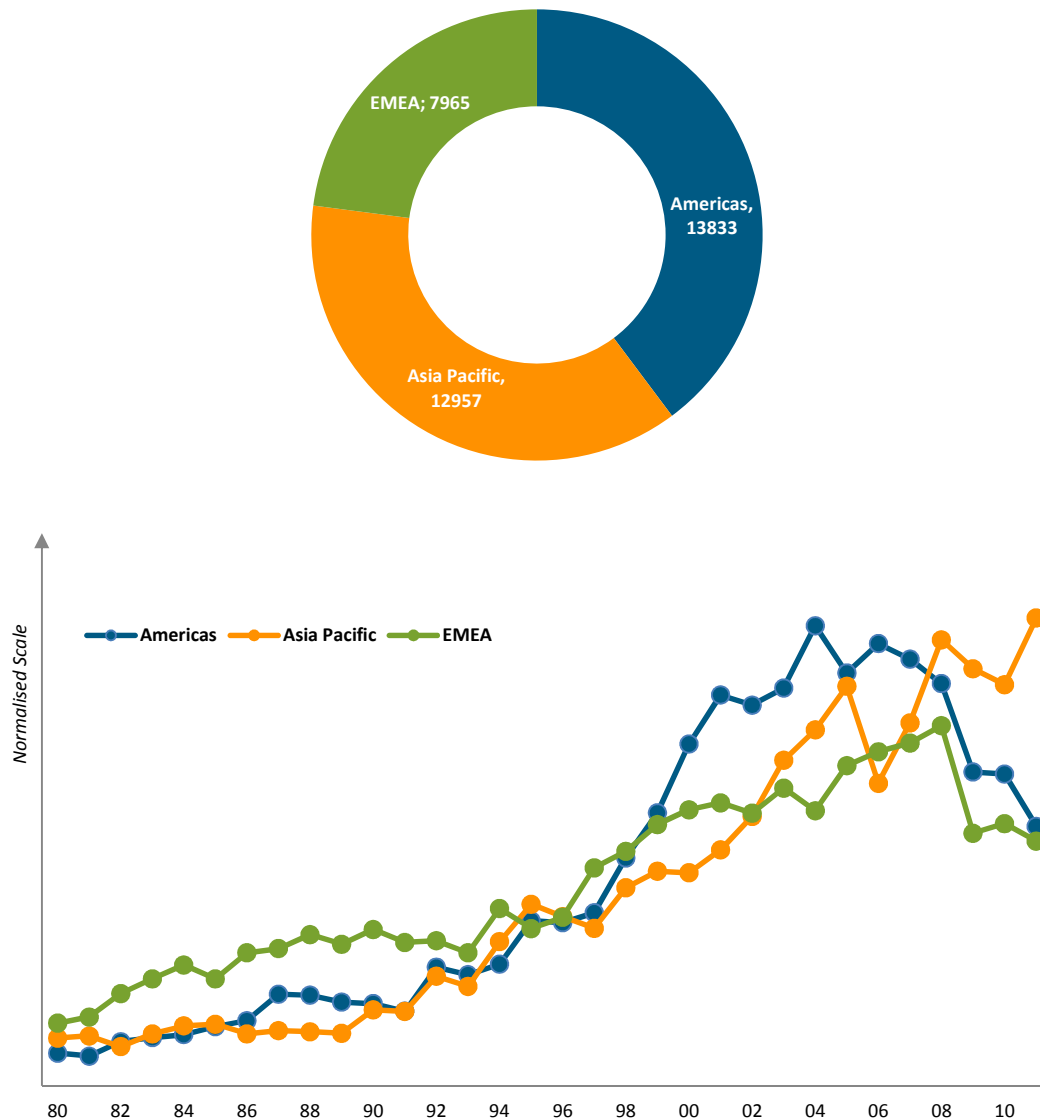 EMEA; 7965
Americas,
13833
Asia Pacific,
12957
Normalised Scale
Americas Asia Pacific EMEA
80 82 84 86 88 90 92 94 96 98 00 02 04 06 08 10